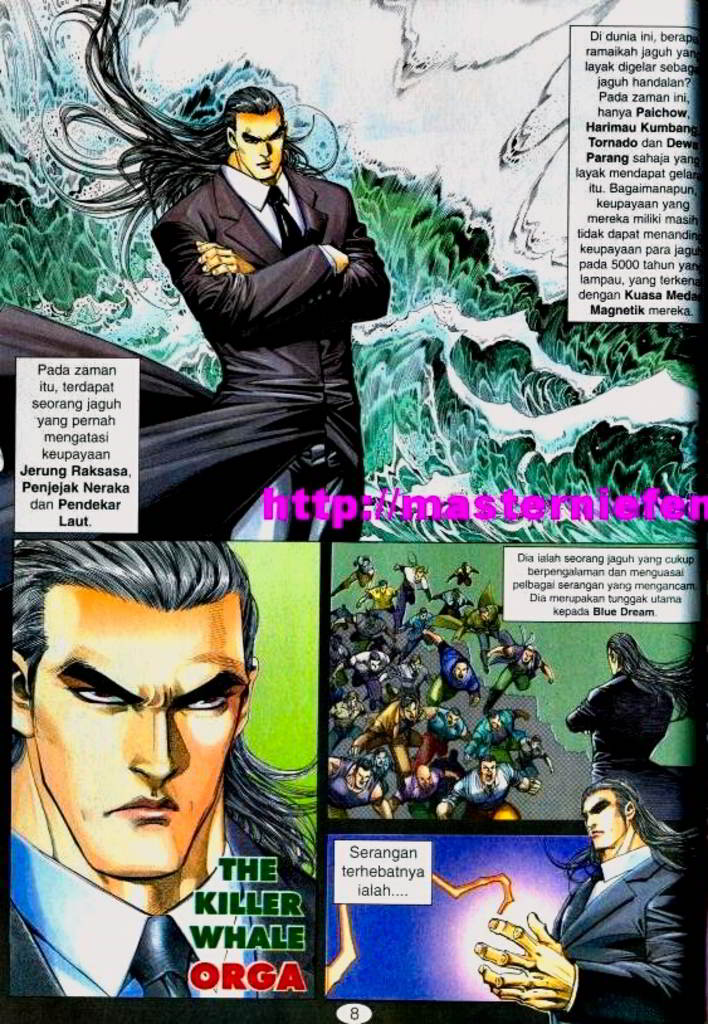 Di dunia ini, berapa
ramaikah jaguh yang
layak digelar sebagai
jaguh handalan?
Pada zaman ini,
hanya Paichow,
Harimau Kumbang,
Tornado dan Dewa
Parang sahaja yang
layak mendapat gelaran
itu. Bagaimanapun,
keupayaan yang
mereka miliki masih
tidak dapat menandingi
keupayaan para jaguh
pada 5000 tahun yang
lampau, yang terkenal
dengan Kuasa Medan
Magnetik mereka.
Pada zaman
itu, terdapat
seorang jaguh
yang pernah
mengatasi
keupayaan
Jerung Raksasa,
Penjejak Neraka
dan Pendekar
Laut.
http://masterniefen
Dia ialah seorang jaguh yang cukup
berpengalaman dan menguasai
pelbagai serangan yang mengancam.
Dia merupakan tunggak utama
kepada Blue Dream.
THE
KILLER
WHALE
ORGA
Serangan
terhebatnya
ialah....
8